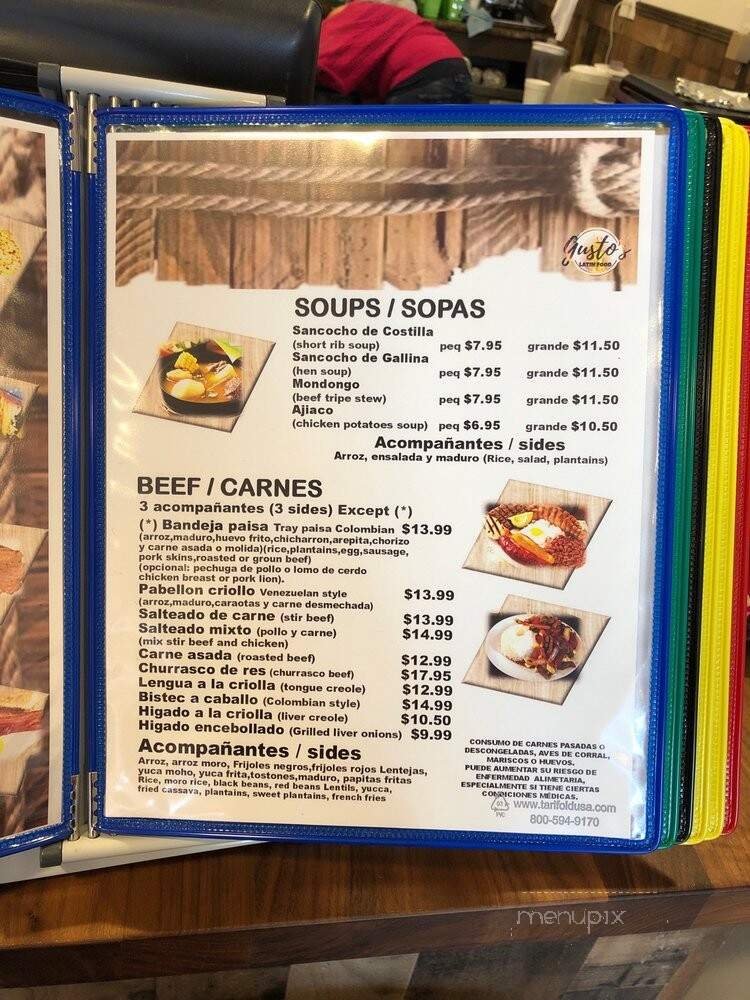 Gusto's
LATIN FOOD
SOUPS / SOPAS
Sancocho de Costilla
(short rib soup) peq $7.95 grande $11.50
Sancocho de Gallina
(hen soup) peq $7.95 grande $11.50
Mondongo
(beef tripe stew) peq $7.95 grande $11.50
Ajiaco
(chicken potatoes soup) peq $6.95 grande $10.50
Acompañantes / sides
Arroz, ensalada y maduro (Rice, salad, plantains)
BEEF / CARNES
3 acompañantes (3 sides) Except (*)
(*) Bandeja paisa Tray paisa Colombian $13.99
(arroz,maduro,huevo frito,chicharron,arepita,chorizo
y carne asada o molida)(rice,plantains,egg,sausage,
pork skins,roasted or groun beef)
(opcional: pechuga de pollo o lomo de cerdo
chicken breast or pork lion).
Pabellon criollo Venezuelan style $13.99
(arroz,maduro,caraotas y carne desmechada)
Salteado de carne (stir beef) $13.99
Salteado mixto (pollo y carne) $14.99
(mix stir beef and chicken)
Carne asada (roasted beef) $12.99
Churrasco de res (churrasco beef) $17.95
Lengua a la criolla (tongue creole) $12.99
Bistec a caballo (Colombian style) $14.99
Higado a la criolla (liver creole) $10.50
Higado encebollado (Grilled liver onions) $9.99
Acompañantes / sides
Arroz, arroz moro, Frijoles negros,frijoles rojos Lentejas,
yuca moho, yuca frita,tostones,maduro, papitas fritas
Rice, moro rice, black beans, red beans Lentils, yucca,
fried cassava, plantains, sweet plantains, french fries
CONSUMO DE CARNES PASADAS O
DESCONGELADAS, AVES DE CORRAL,
MARISCOS O HUEVOS.
PUEDE AUMENTAR SU RIESGO DE
ENFERMEDAD ALIMETARIA,
ESPECIALMENTE SI TIENE CIERTAS
CONDICIONES MÉDICAS.
03 www.tarifoldusa.com
PVC
800-594-9170
menupix